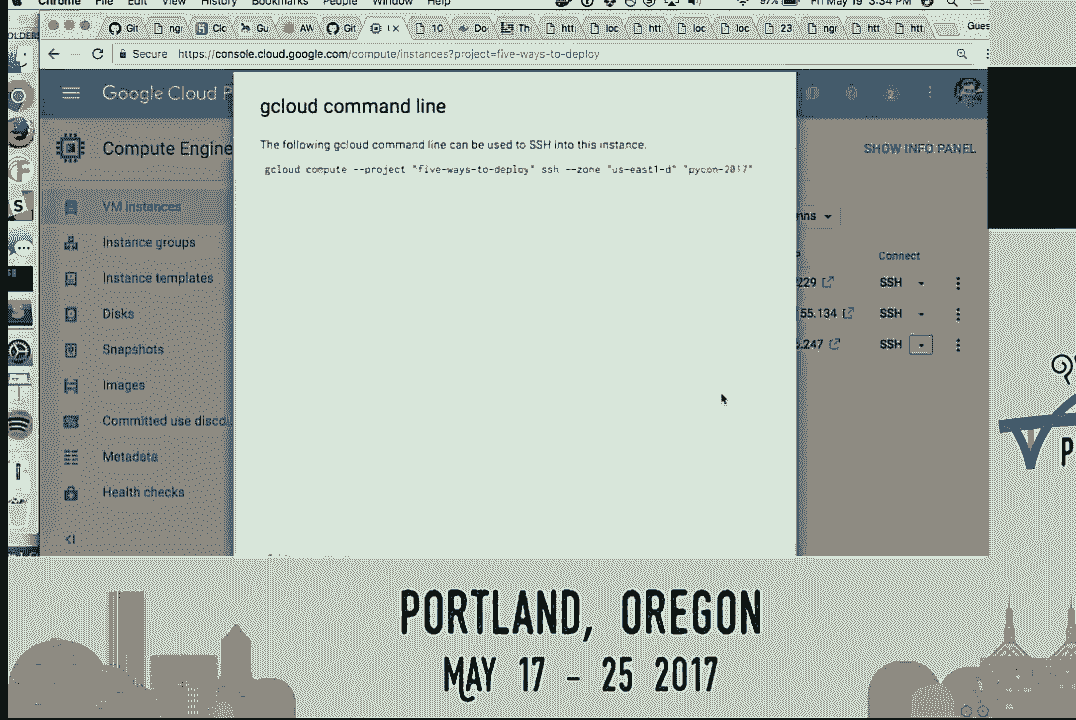 Chrome File Edit View History Bookmarks People Window Help 97% Fri May 19 3:34 PM
Git ngr Clc Gu AW Git 10 Do Th htt loc htt loc loc 23 ngr htt htt Gues
Secure https://console.cloud.google.com/compute/instances?project=five-ways-to-deploy
Google Cloud P
gcloud command line
Compute Engine
The following gcloud command line can be used to SSH into this instance.
SHOW INFO PANEL
gcloud compute --project "five-ways-to-deploy" ssh --zone "us-east1-d" "pycon-2017"
VM instances
Instance groups
Connect
Instance templates
229 SSH
Disks
55.134 SSH
Snapshots
.247 SSH
Images
Committed use disco
Metadata
Health checks
P
PORTLAND, OREGON
MAY 17 - 25 2017